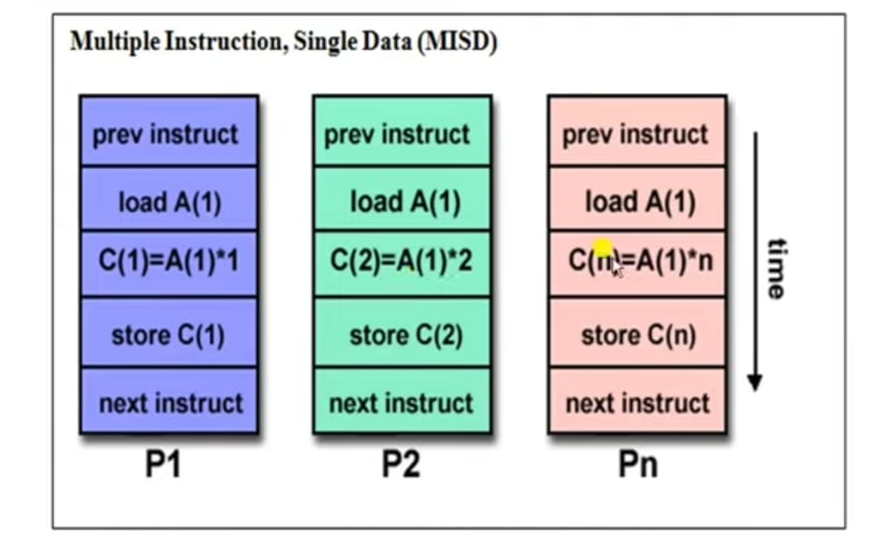 Multiple Instruction, Single Data (MISD)
prev instruct
load A(1)
C(1)=A(1)*1
store C(1)
next instruct
P1
prev instruct
load A(1)
C(2)=A(1)*2
store C(2)
next instruct
P2
prev instruct
load A(1)
C(n)=A(1)*n
store C(n)
next instruct
Pn
time